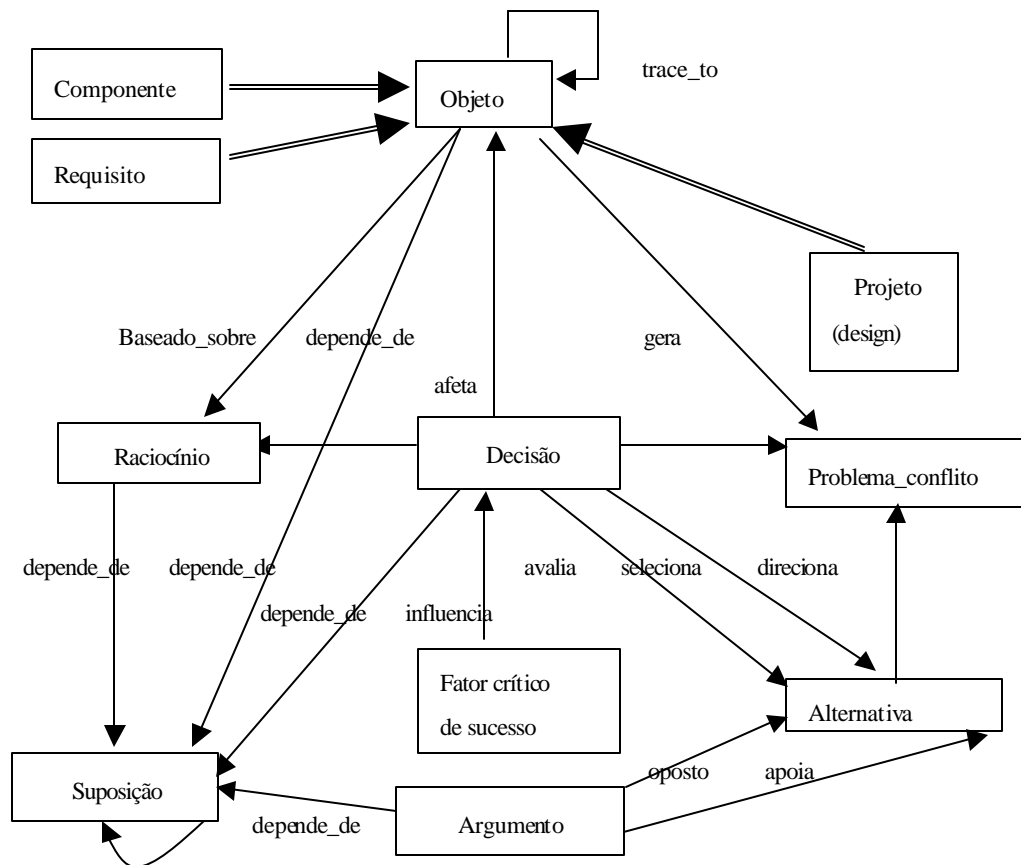 trace_to
Componente
Objeto
Requisito
Projeto
(design)
Baseado_sobre
depende_de
gera
afeta
Raciocínio
Decisão
Problema_conflito
depende_de
depende_de
avalia
seleciona
direciona
depende_de
influencia
Fator crítico
de sucesso
Alternativa
oposto
apoia
Suposição
depende_de
Argumento